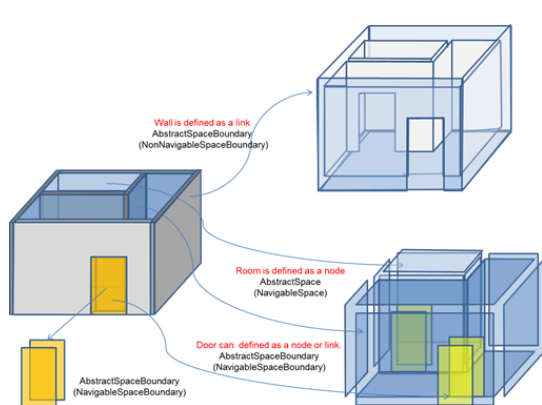 Wall is defined as a link
AbstractSpaceBoundary
(NonNavigableSpaceBoundary)
Room is defined as a node
AbstractSpace
(NavigableSpace)
Door can defined as a node or link.
AbstractSpaceBoundary
(NavigableSpaceBoundary)
AbstractSpaceBoundary
(NavigableSpaceBoundary)